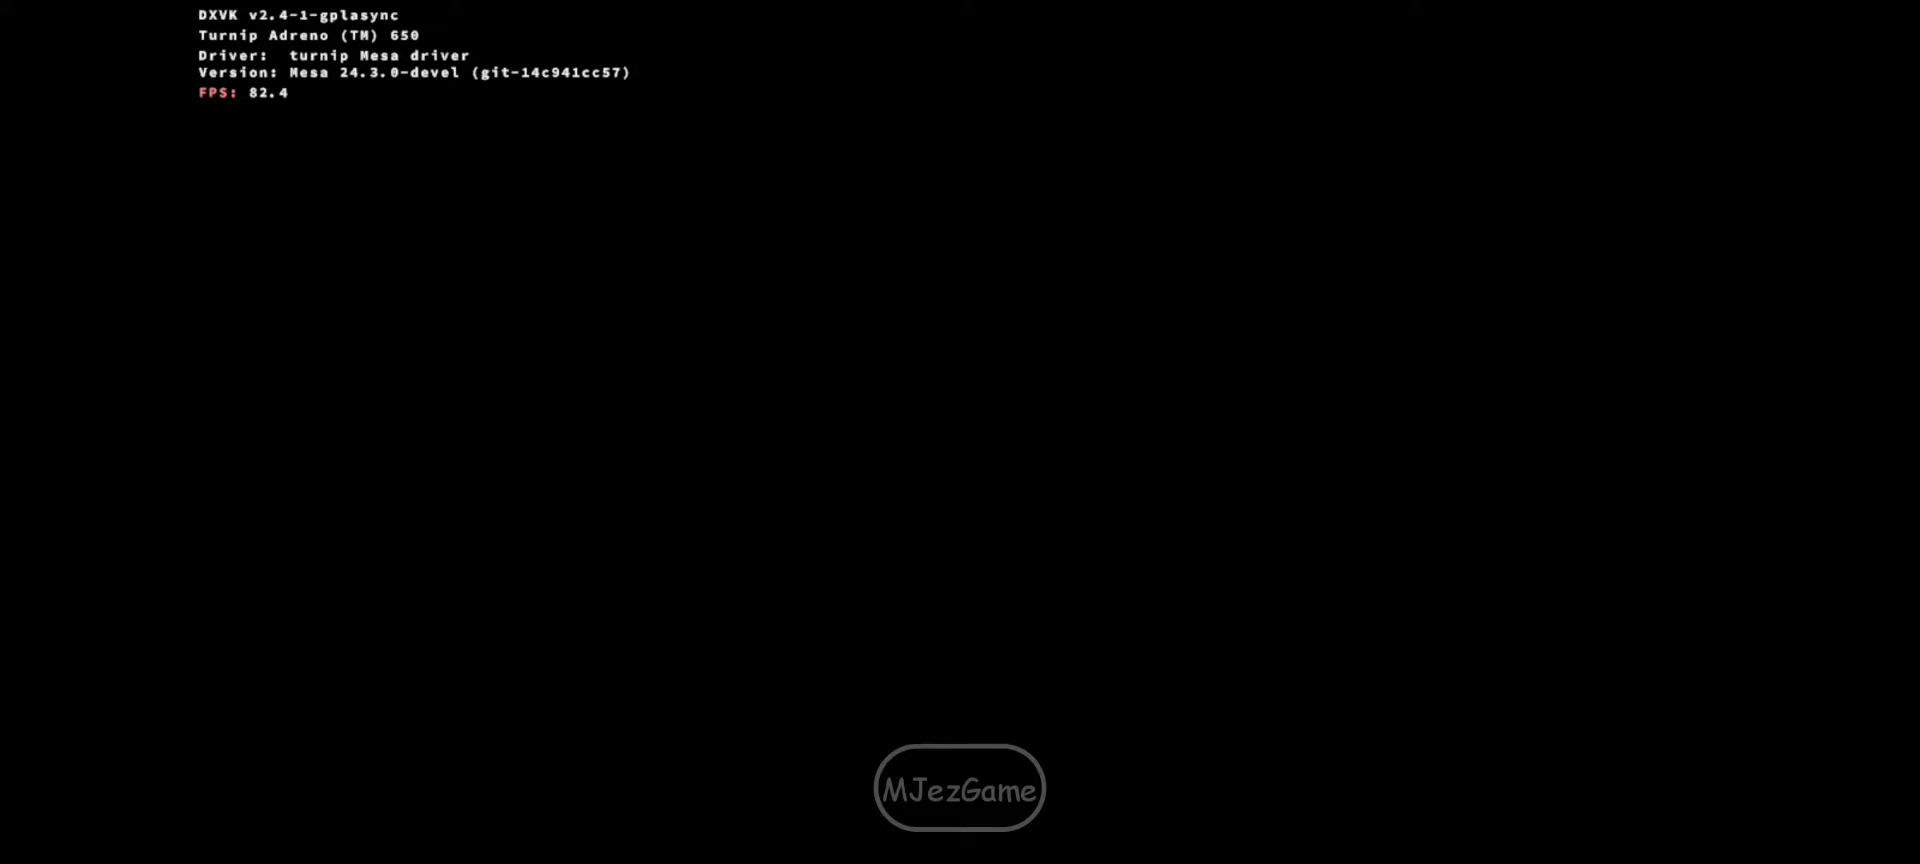 DXVK v2.4-1-gplasync
Turnip Adreno (TM) 650
Driver:  turnip Mesa driver
Version: Mesa 24.3.0-devel (git-14c941cc57)
FPS: 82.4
MJezGame